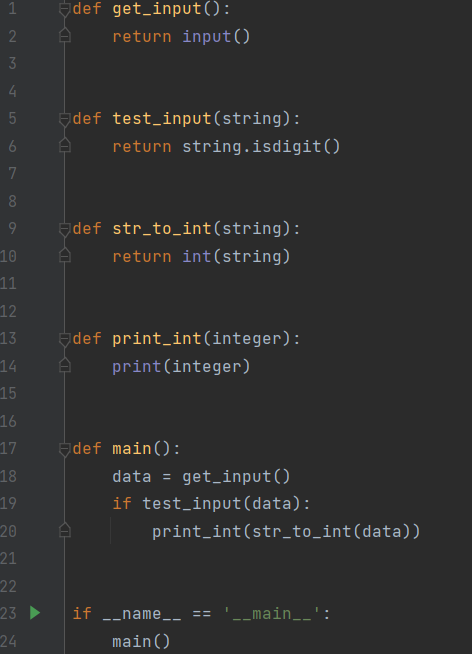 1 def get_input():
2     return input()
3
4
5 def test_input(string):
6     return string.isdigit()
7
8
9 def str_to_int(string):
10     return int(string)
11
12
13 def print_int(integer):
14     print(integer)
15
16
17 def main():
18     data = get_input()
19     if test_input(data):
20         print_int(str_to_int(data))
21
22
23 if __name__ == '__main__':
24     main()